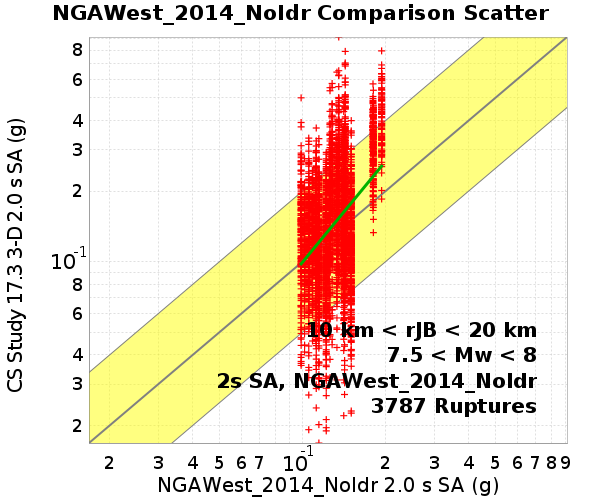 NGAWest_2014_NoIdr Comparison Scatter
CS Study 17.3 3-D 2.0 s SA (g)
8
6
4
3
2
10-1
8
6
4
3
2
10 km < rJB < 20 km
7.5 < Mw < 8
2s SA, NGAWest_2014_NoIdr
3787 Ruptures
2 3 4 5 6 7 10-1 2 3 4 5 6 7 8 9
NGAWest_2014_NoIdr 2.0 s SA (g)